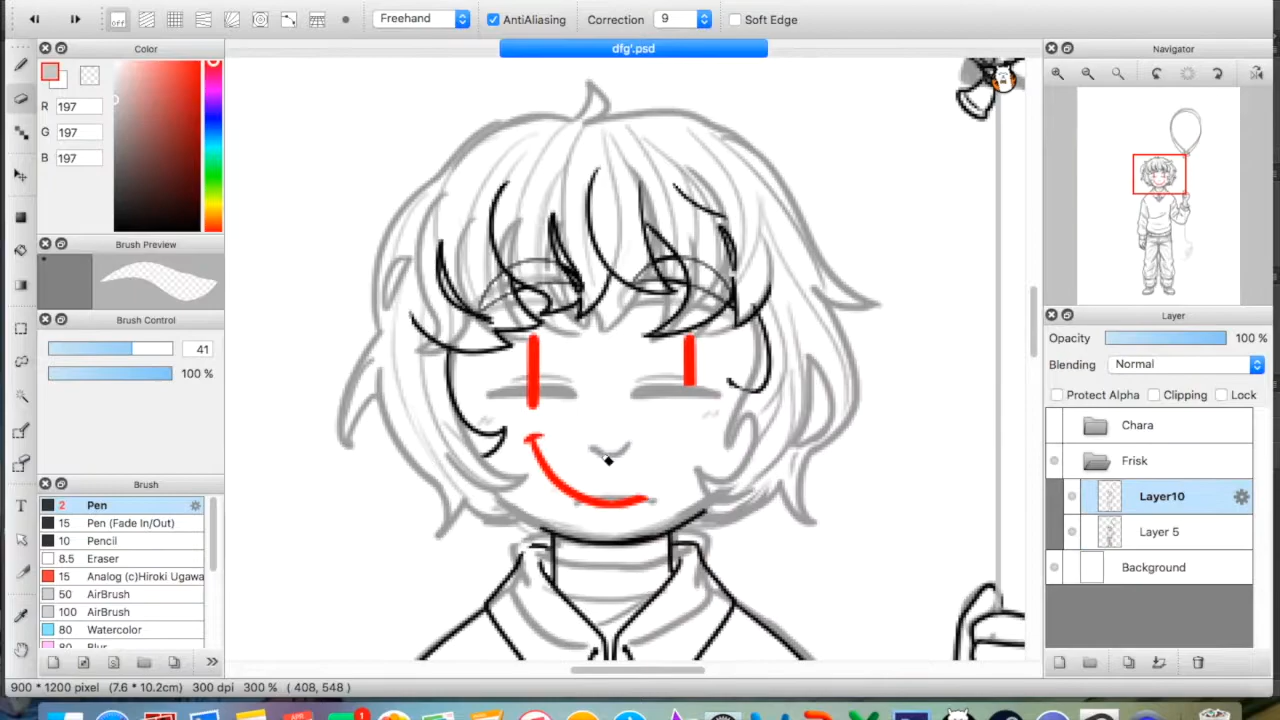 off
Freehand
AntiAliasing
Correction
9
Soft Edge
Color
dfg'.psd
Navigator
R 197
G 197
B 197
Brush Preview
Brush Control
41
100 %
Layer
Opacity 100 %
Blending Normal
Protect Alpha Clipping Lock
Chara
Frisk
Layer10
Layer 5
Background
Brush
2 Pen
15 Pen (Fade In/Out)
10 Pencil
8.5 Eraser
15 Analog (c)Hiroki Ugawa
50 AirBrush
100 AirBrush
80 Watercolor
80 Blur
T
900 * 1200 pixel (7.6 * 10.2cm) 300 dpi 300 % ( 408, 548 )
1